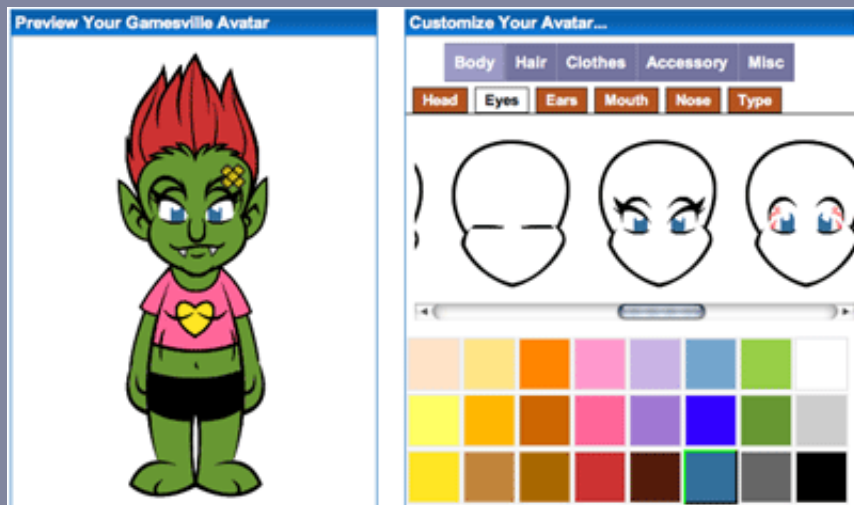 Preview Your Gamesville Avatar
Customize Your Avatar...
Body Hair Clothes Accessory Misc
Head Eyes Ears Mouth Nose Type